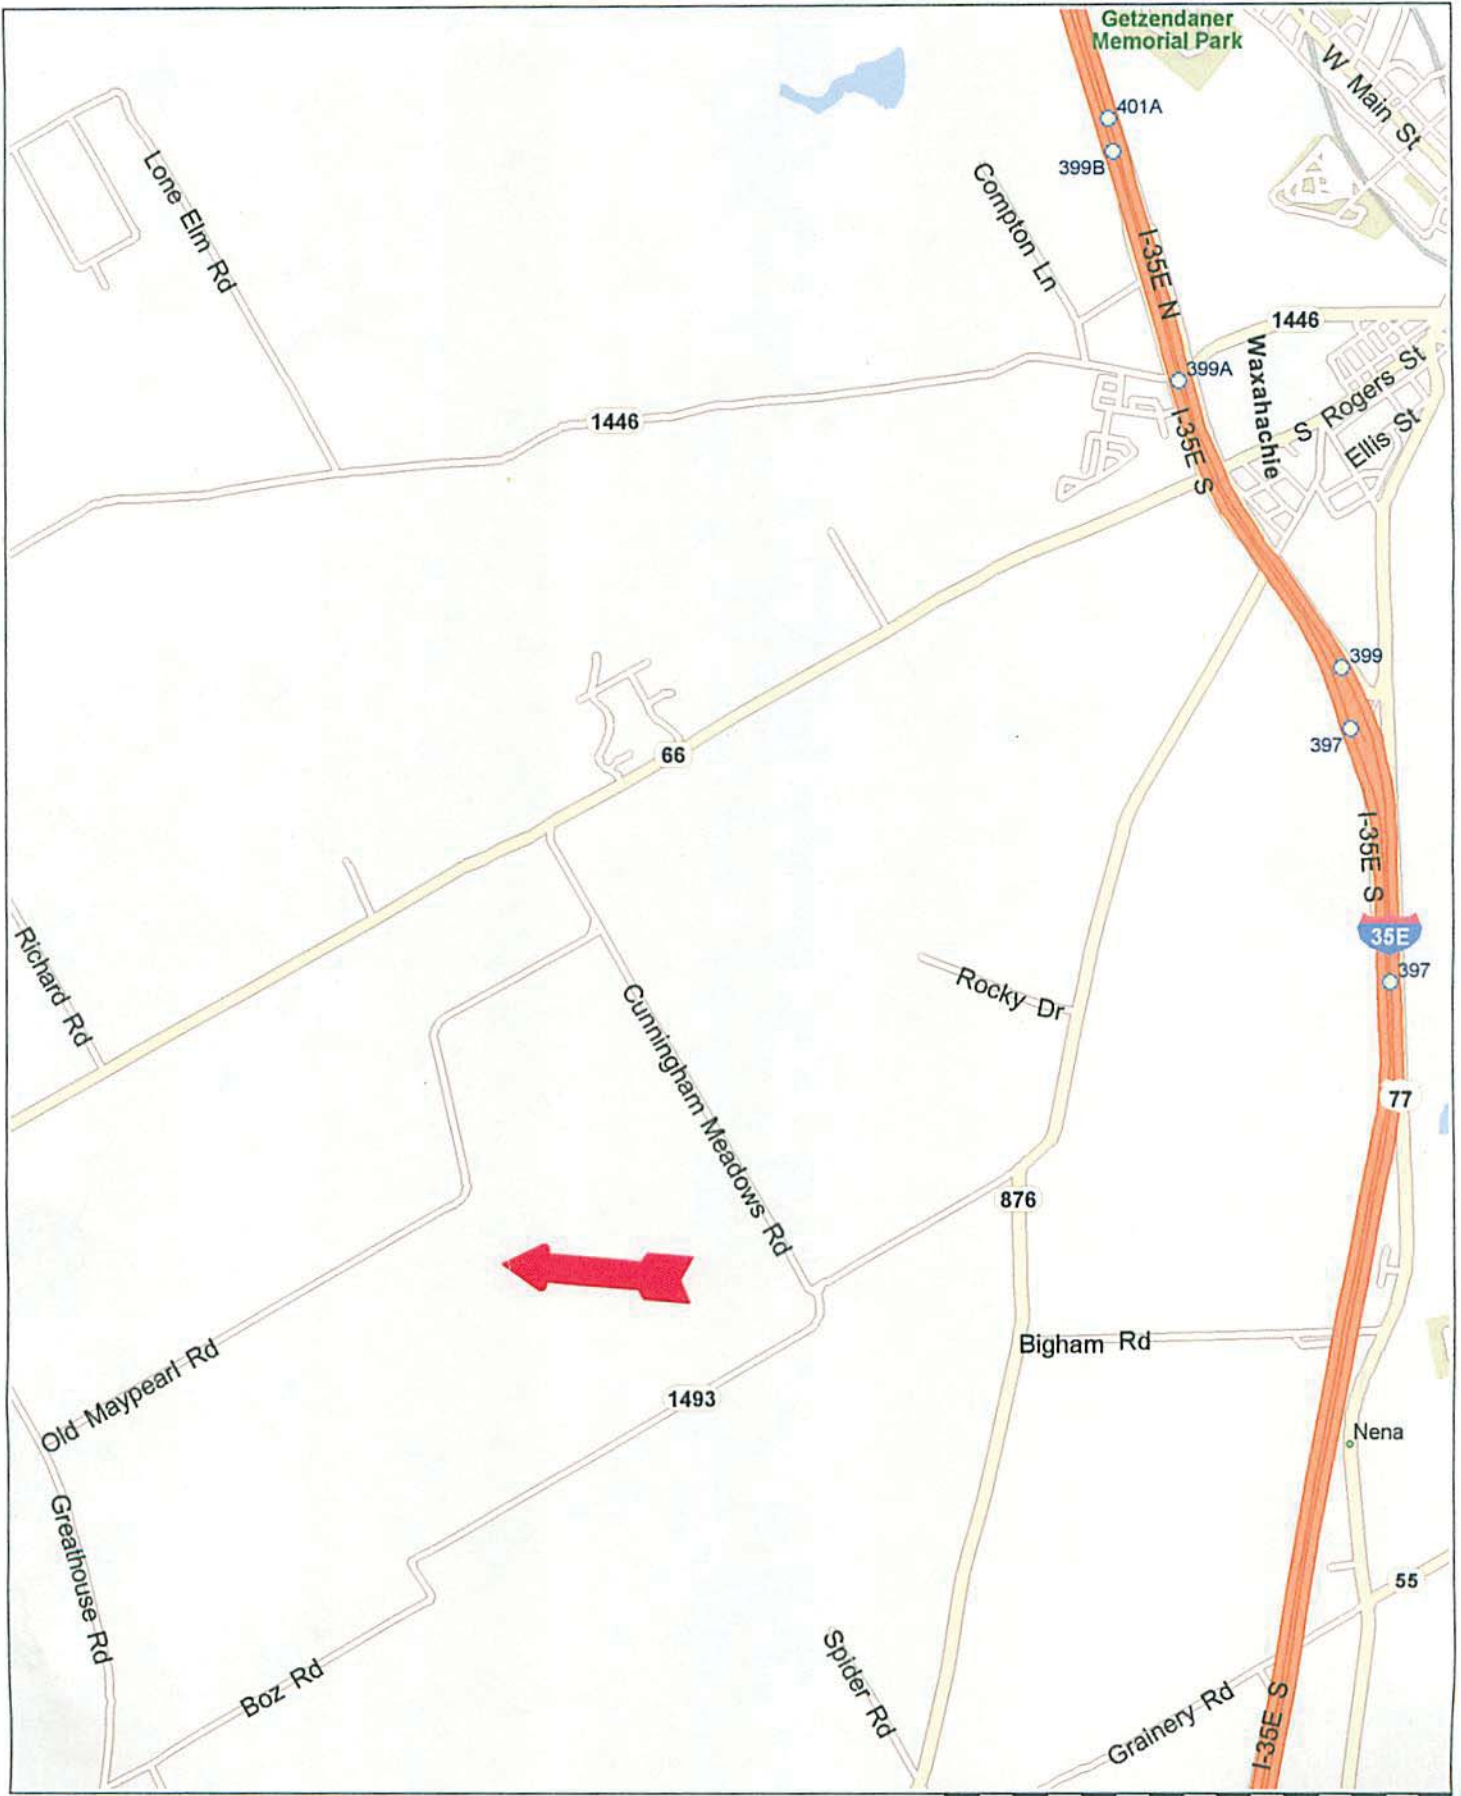 Getzendaner
Memorial Park
W Main St
401A
399B
Lone Elm Rd
Compton Ln
I-35E N
1446
Waxahachie
399A
S Rogers St
Ellis St
1446
I-35E S
399
397
66
I-35E S
35E
397
Richard Rd
Rocky Dr
Cunningham Meadows Rd
77
876
Bigham Rd
Old Maypearl Rd
1493
Nena
Greathouse Rd
55
Boz Rd
Spider Rd
Grainery Rd
I-35E S